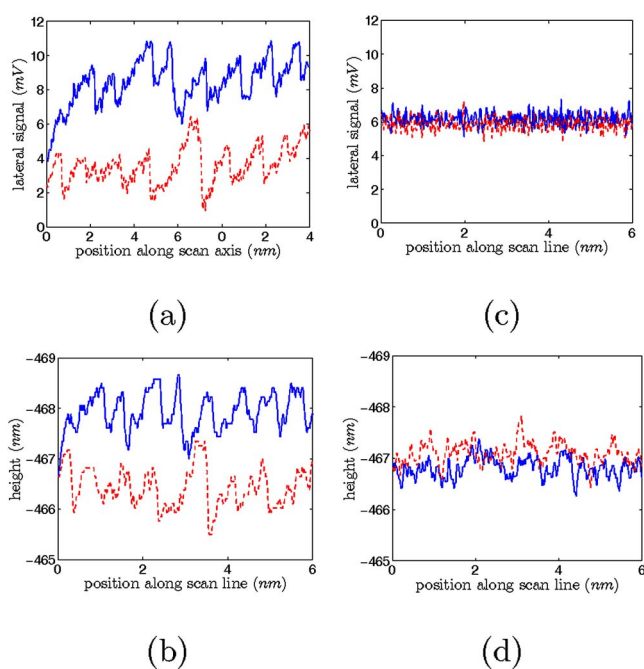 12
10
8
6
4
2
0
lateral signal (mV)
0 2 2 6 0 2 4
position along scan axis (nm)
(a)
12
10
8
6
4
2
0
lateral signal (mV)
0 2 4 6
position along scan line (nm)
(c)
−469
−468
−467
−466
−465
height (nm)
0 2 4 6
position along scan line (nm)
(b)
−469
−468
−467
−466
−465
height (nm)
0 2 4 6
position along scan line (nm)
(d)